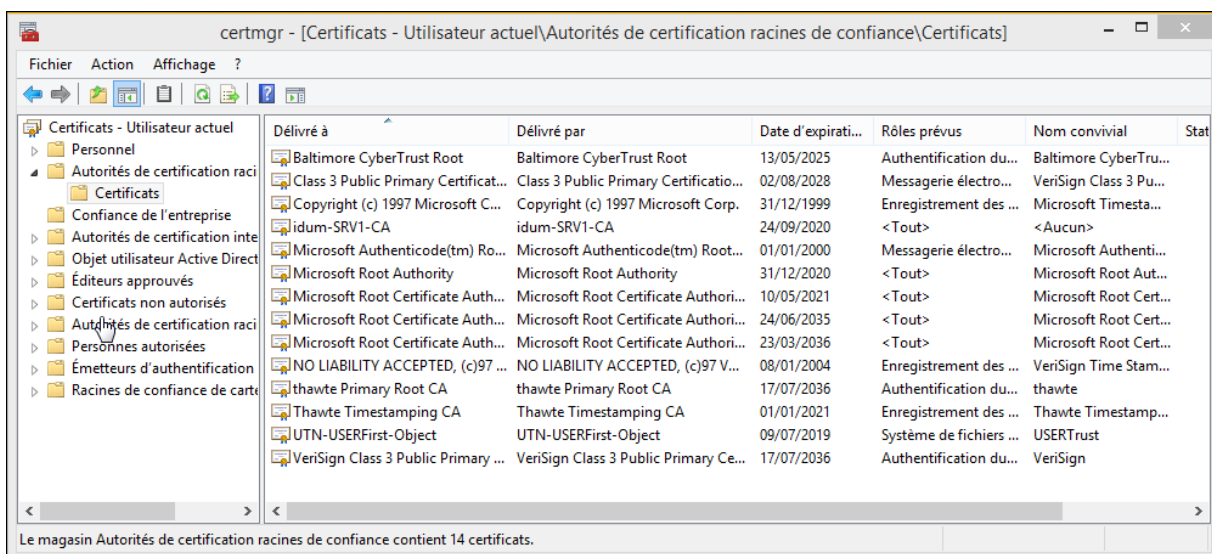 certmgr - [Certificats - Utilisateur actuel\Autorités de certification racines de confiance\Certificats]
Fichier Action Affichage ?
Certificats - Utilisateur actuel
Personnel
Autorités de certification raci
Certificats
Confiance de l'entreprise
Autorités de certification inte
Objet utilisateur Active Direct
Éditeurs approuvés
Certificats non autorisés
Autorités de certification raci
Personnes autorisées
Émetteurs d'authentification
Racines de confiance de carte
Délivré à Délivré par Date d'expirati... Rôles prévus Nom convivial Stat
Baltimore CyberTrust Root Baltimore CyberTrust Root 13/05/2025 Authentification du... Baltimore CyberTru...
Class 3 Public Primary Certificat... Class 3 Public Primary Certificatio... 02/08/2028 Messagerie électro... VeriSign Class 3 Pu...
Copyright (c) 1997 Microsoft C... Copyright (c) 1997 Microsoft Corp. 31/12/1999 Enregistrement des ... Microsoft Timesta...
idum-SRV1-CA idum-SRV1-CA 24/09/2020 <Tout> <Aucun>
Microsoft Authenticode(tm) Ro... Microsoft Authenticode(tm) Root... 01/01/2000 Messagerie électro... Microsoft Authenti...
Microsoft Root Authority Microsoft Root Authority 31/12/2020 <Tout> Microsoft Root Aut...
Microsoft Root Certificate Auth... Microsoft Root Certificate Authori... 10/05/2021 <Tout> Microsoft Root Cert...
Microsoft Root Certificate Auth... Microsoft Root Certificate Authori... 24/06/2035 <Tout> Microsoft Root Cert...
Microsoft Root Certificate Auth... Microsoft Root Certificate Authori... 23/03/2036 <Tout> Microsoft Root Cert...
NO LIABILITY ACCEPTED, (c)97 ... NO LIABILITY ACCEPTED, (c)97 V... 08/01/2004 Enregistrement des ... VeriSign Time Stam...
thawte Primary Root CA thawte Primary Root CA 17/07/2036 Authentification du... thawte
Thawte Timestamping CA Thawte Timestamping CA 01/01/2021 Enregistrement des ... Thawte Timestamp...
UTN-USERFirst-Object UTN-USERFirst-Object 09/07/2019 Système de fichiers ... USERTrust
VeriSign Class 3 Public Primary ... VeriSign Class 3 Public Primary Ce... 17/07/2036 Authentification du... VeriSign
Le magasin Autorités de certification racines de confiance contient 14 certificats.